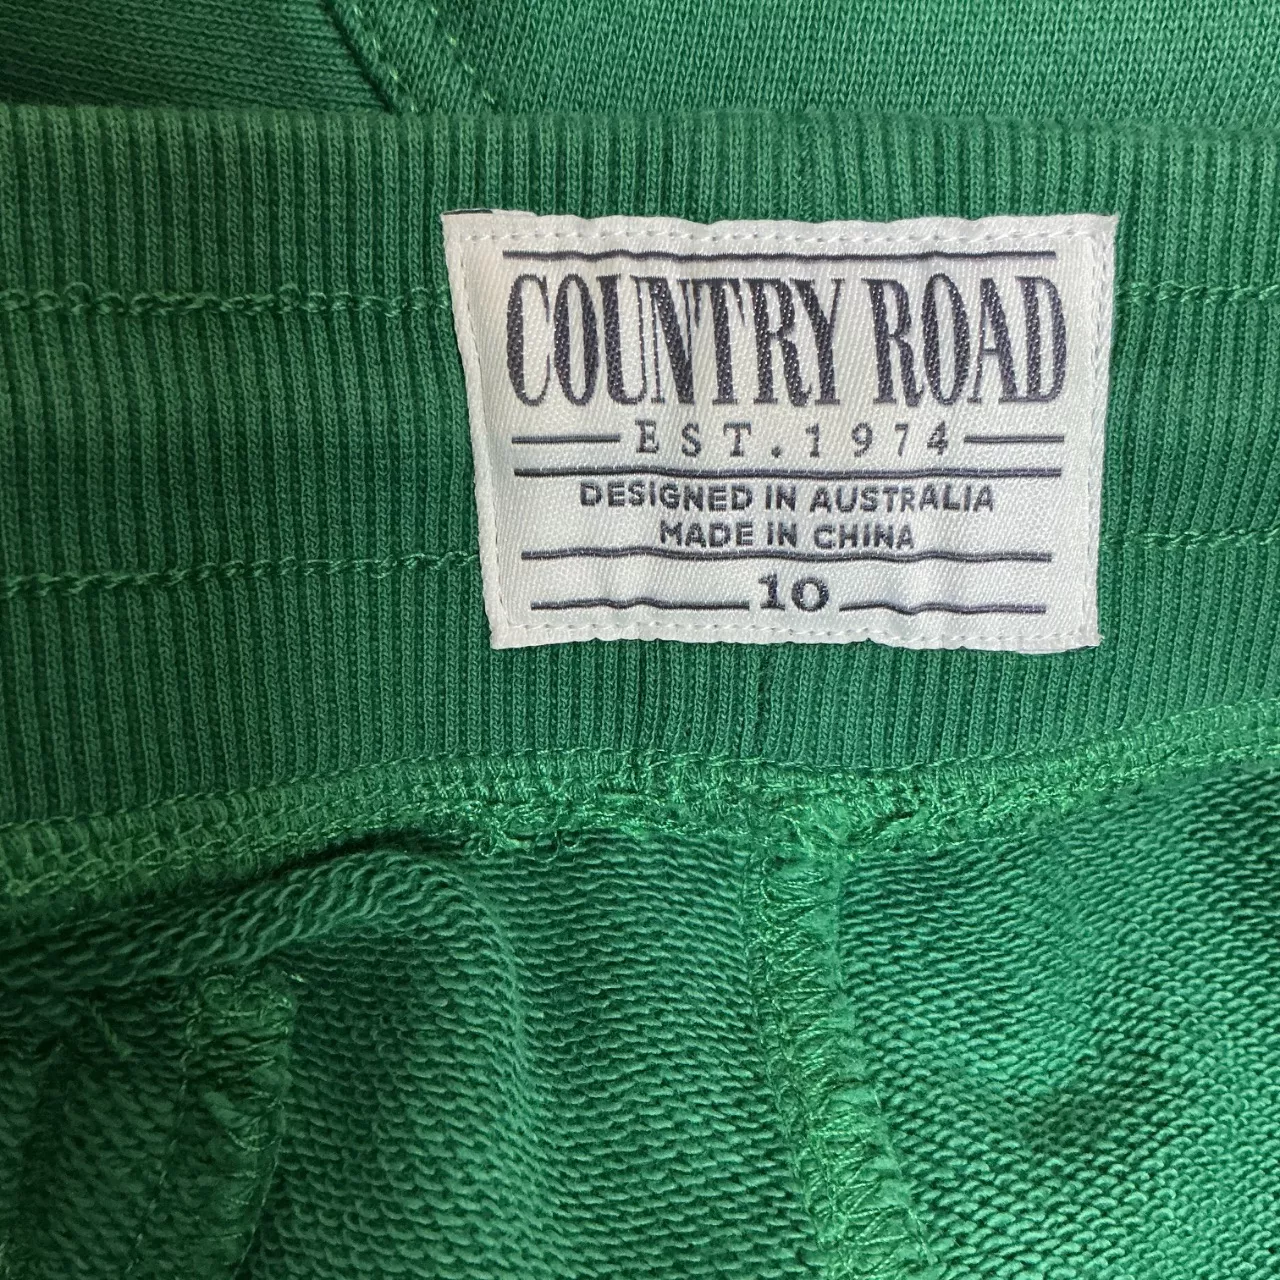 COUNTRY ROAD
EST. 1974
DESIGNED IN AUSTRALIA
MADE IN CHINA
10